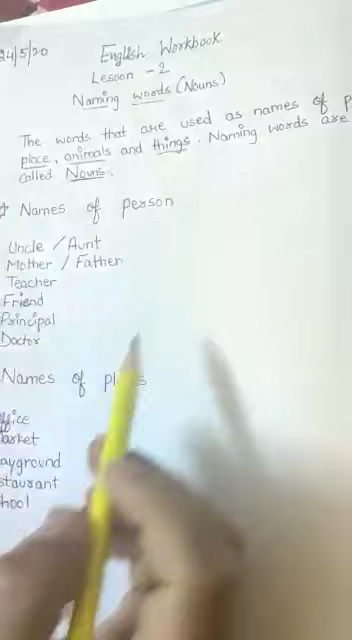 24/5/20
English Workbook
Lesson - 2
Naming words (Nouns)
The words that are used as names of
place, animals and things. Naming words are
called Nouns.
Names of person
Uncle / Aunt
Mother / Father
Teacher
Friend
Principal
Doctor
Names of
ffice
arket
ayground
staurant
hool